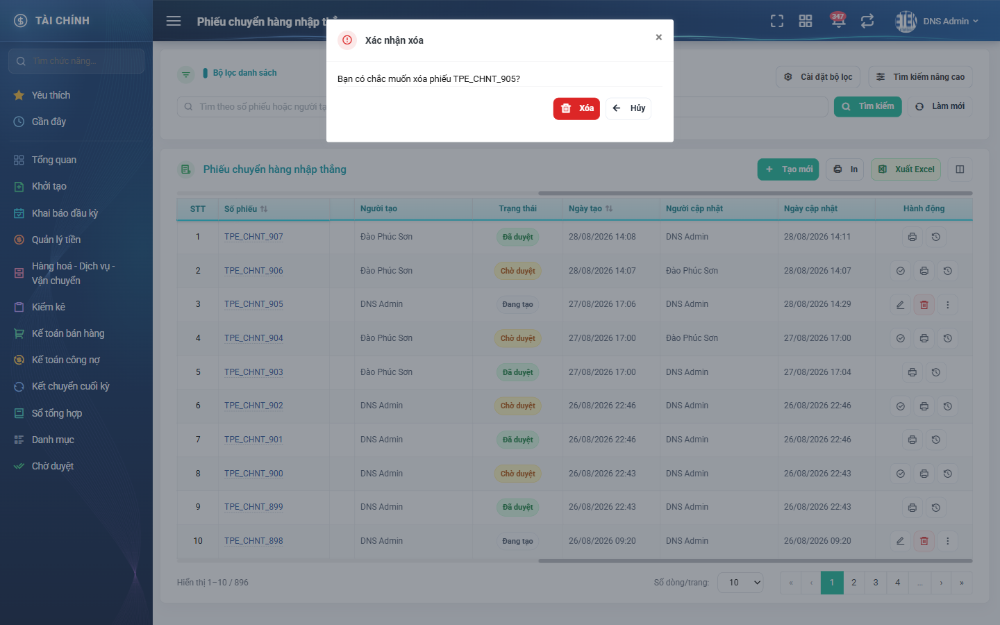 TÀI CHÍNH
Phiếu chuyển hàng nhập
347
DNS Admin
Tìm chức năng...
Yêu thích
Gần đây
Tổng quan
Khởi tạo
Khai báo đầu kỳ
Quản lý tiền
Hàng hoá - Dịch vụ -
Vận chuyển
Kiểm kê
Kế toán bán hàng
Kế toán công nợ
Kết chuyển cuối kỳ
Sổ tổng hợp
Danh mục
Chờ duyệt
Xác nhận xóa
×
Bạn có chắc muốn xóa phiếu TPE_CHNT_905?
Xóa
Hủy
Bộ lọc danh sách
Cài đặt bộ lọc
Tìm kiếm nâng cao
Tìm theo số phiếu hoặc người
Tìm kiếm
Làm mới
Phiếu chuyển hàng nhập thẳng
Tạo mới
In
Xuất Excel
STT Số phiếu Người tạo Trạng thái Ngày tạo Người cập nhật Ngày cập nhật Hành động
1 TPE_CHNT_907 Đào Phúc Sơn Đã duyệt 28/08/2026 14:08 DNS Admin 28/08/2026 14:11
2 TPE_CHNT_906 Đào Phúc Sơn Chờ duyệt 28/08/2026 14:07 Đào Phúc Sơn 28/08/2026 14:07
3 TPE_CHNT_905 DNS Admin Đang tạo 27/08/2026 17:06 DNS Admin 28/08/2026 14:29
4 TPE_CHNT_904 Đào Phúc Sơn Chờ duyệt 27/08/2026 17:00 Đào Phúc Sơn 27/08/2026 17:00
5 TPE_CHNT_903 Đào Phúc Sơn Đã duyệt 27/08/2026 17:00 DNS Admin 27/08/2026 17:04
6 TPE_CHNT_902 DNS Admin Chờ duyệt 26/08/2026 22:46 DNS Admin 26/08/2026 22:46
7 TPE_CHNT_901 DNS Admin Đã duyệt 26/08/2026 22:46 DNS Admin 26/08/2026 22:46
8 TPE_CHNT_900 DNS Admin Chờ duyệt 26/08/2026 22:43 DNS Admin 26/08/2026 22:43
9 TPE_CHNT_899 DNS Admin Đã duyệt 26/08/2026 22:43 DNS Admin 26/08/2026 22:43
10 TPE_CHNT_898 DNS Admin Đang tạo 26/08/2026 09:20 DNS Admin 26/08/2026 09:20
Hiển thị 1–10 / 896
Số dòng/trang: 10
« ‹ 1 2 3 4 ... › »